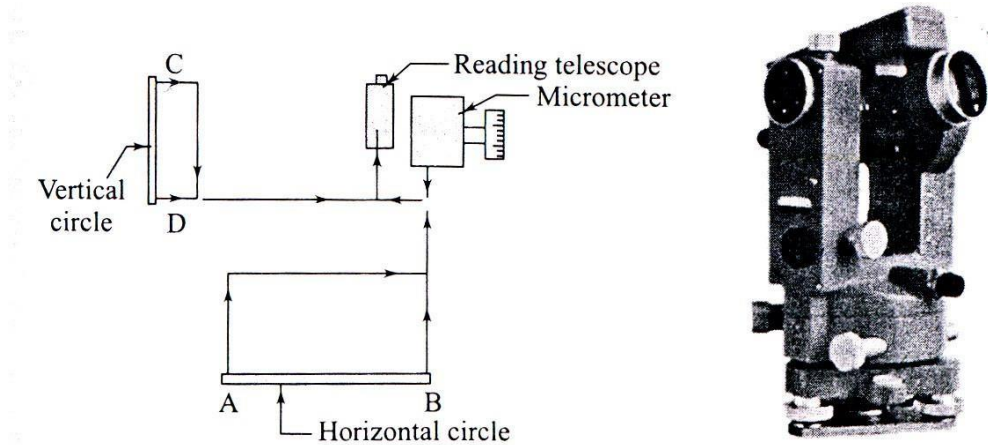 C
Reading telescope
Micrometer
Vertical
circle
D
A
B
Horizontal circle